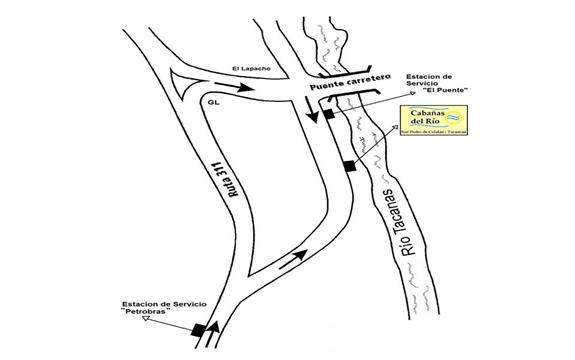 El Lapacho
Puente carretero
Estacion de
Servicio
"El Puente"
GL
Cabañas
del Río
San Pedro de Colalao - Tucuman
Ruta 311
Río Tacanas
Estacion de Servicio
"Petrobras"